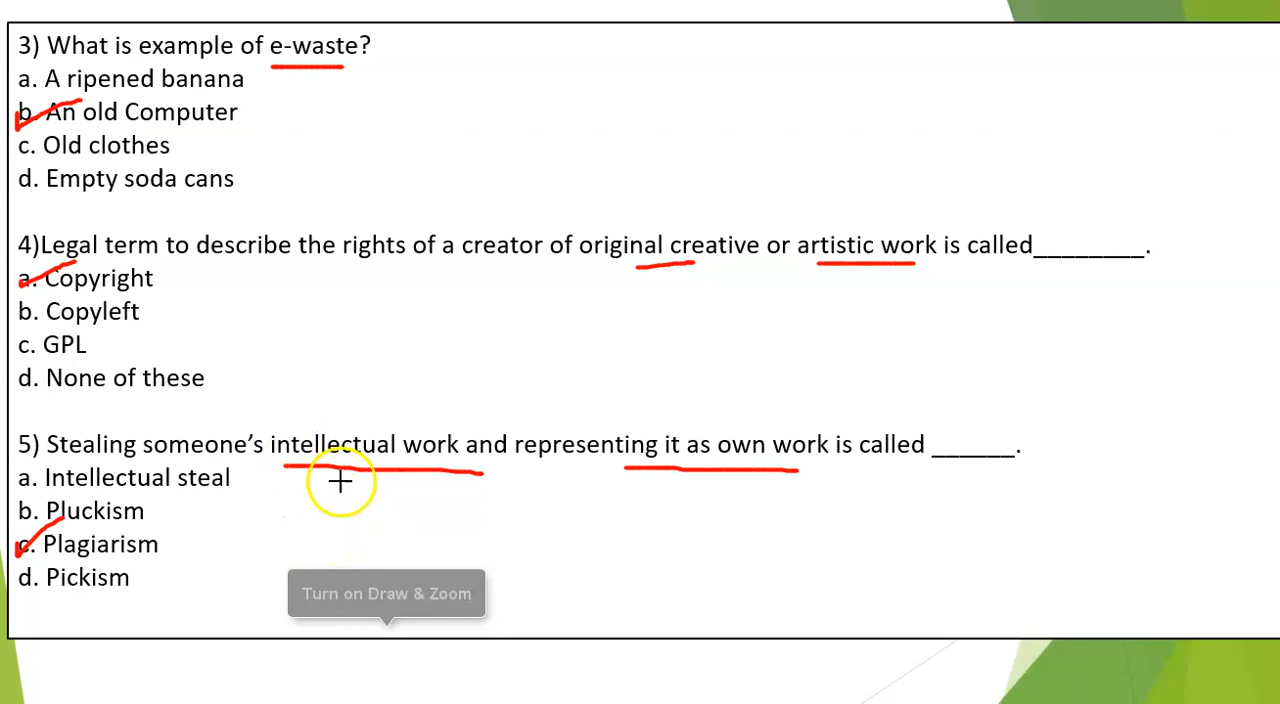 3) What is example of e-waste?
a. A ripened banana
b. An old Computer
c. Old clothes
d. Empty soda cans
4)Legal term to describe the rights of a creator of original creative or artistic work is called________.
a. Copyright
b. Copyleft
c. GPL
d. None of these
5) Stealing someone’s intellectual work and representing it as own work is called ______.
a. Intellectual steal
b. Pluckism
c. Plagiarism
d. Pickism
Turn on Draw & Zoom